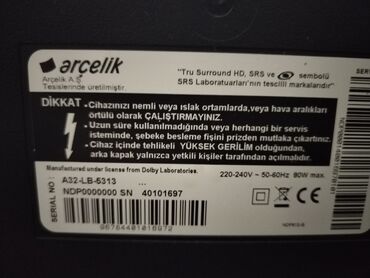 arcelik
Arçelik A.Ş.
Tesislerinde üretilmiştir.
"Tru Surround HD, SRS ve sembolü
SRS Laboratuarları'nın tescilli markalarıdır"
SERI
DİKKAT - Cihazınızı nemli veya ıslak ortamlarda,veya hava aralıkları
örtülü olarak ÇALIŞTIRMAYINIZ.
- Uzun süre kullanılmadığında veya herhangi bir servis
işleminde, şebeke besleme fişini prizden mutlaka çıkartınız.
- Cihaz içinde tehlikeli YÜKSEK GERİLİM olduğundan,
arka kapak yalnızca yetkili kişiler tarafından açılmalıdır.
Manufactured under license from Dolby Laboratories.
SERIAL NO:
A32-LB-5313 ...
NDP0000000 SN 40101697
220-240V ~ 50-60Hz 90W max.